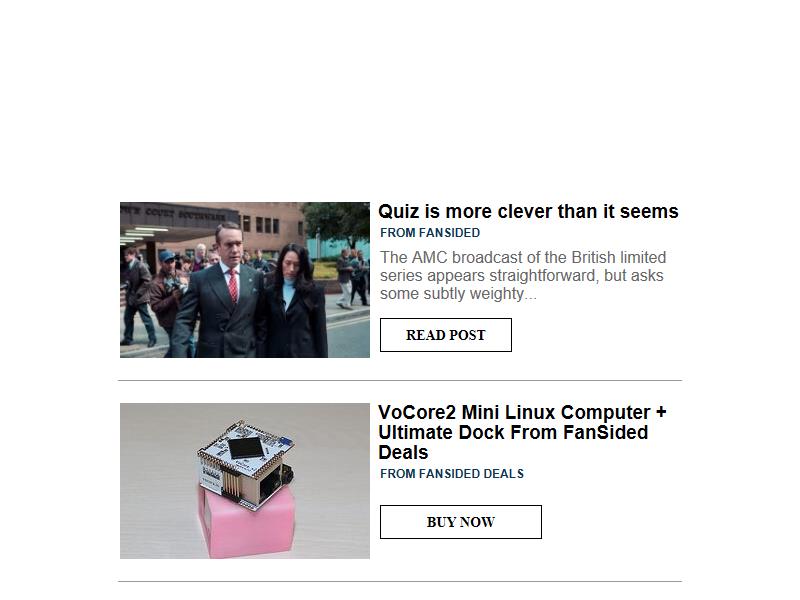 COURT SOUTHWARK
Quiz is more clever than it seems
FROM FANSIDED
The AMC broadcast of the British limited
series appears straightforward, but asks
some subtly weighty...
READ POST
VoCore2 Mini Linux Computer +
Ultimate Dock From FanSided
Deals
FROM FANSIDED DEALS
BUY NOW